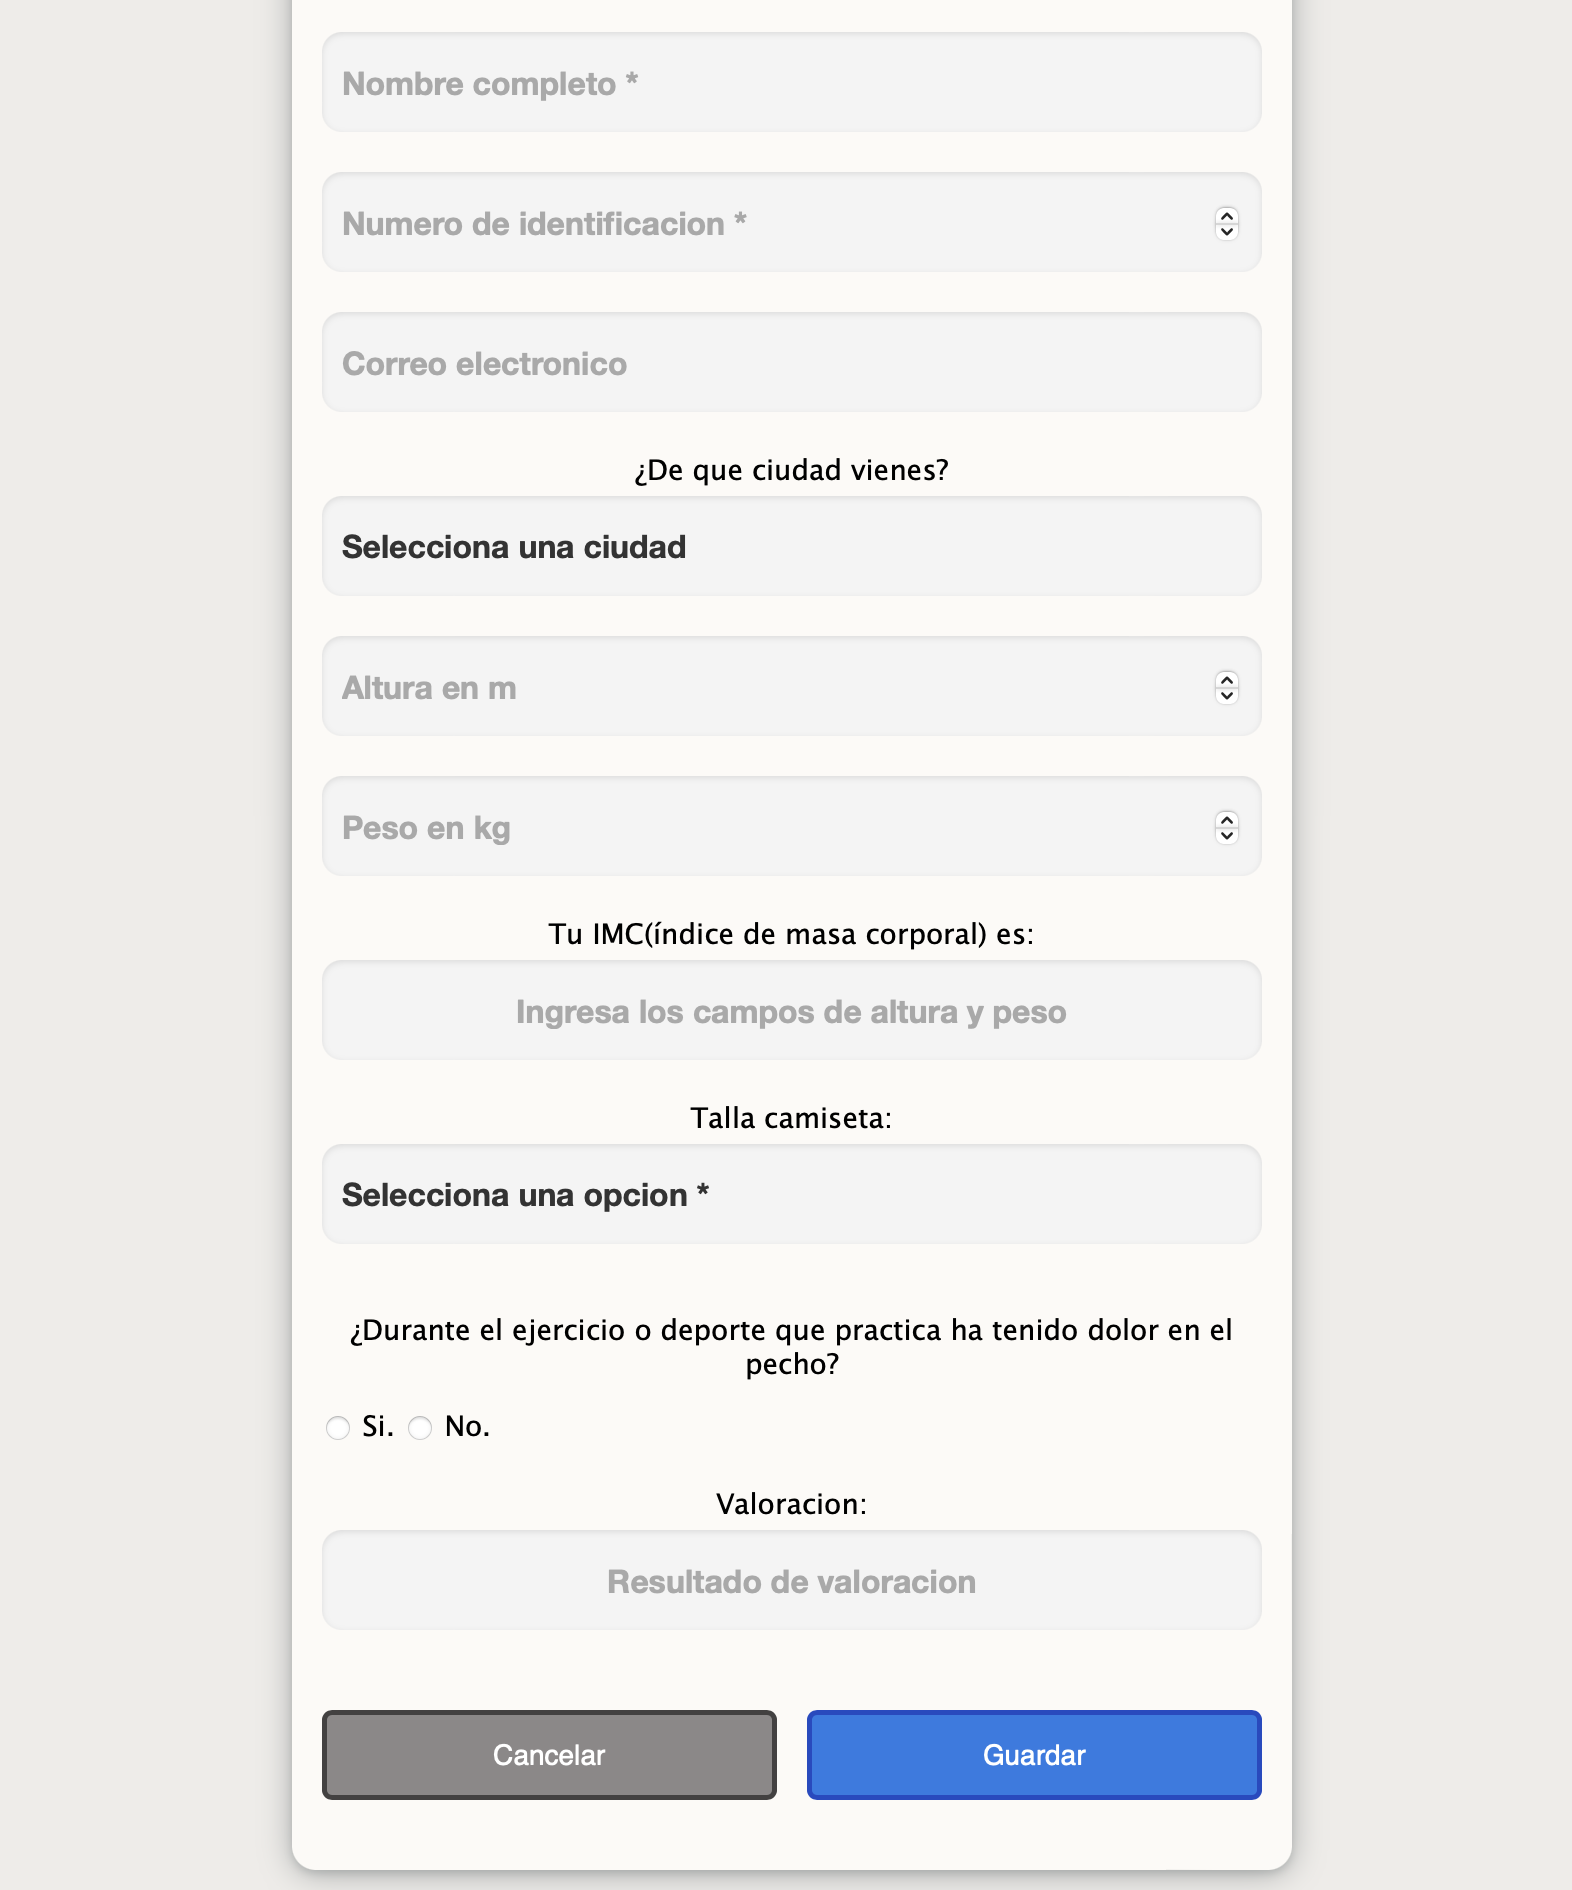 Nombre completo *
Numero de identificacion *
Correo electronico
¿De que ciudad vienes?
Selecciona una ciudad
Altura en m
Peso en kg
Tu IMC(índice de masa corporal) es:
Ingresa los campos de altura y peso
Talla camiseta:
Selecciona una opcion *
¿Durante el ejercicio o deporte que practica ha tenido dolor en el
pecho?
Si. No.
Valoracion:
Resultado de valoracion
Cancelar Guardar